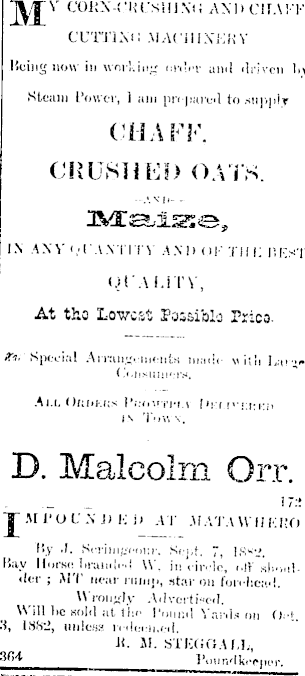 MY CORN-CRUSHING AND CHAFF
CUTTING MACHINERY
Being now in working order and driven by
Steam Power, I am prepared to supply
CHAFF,
CRUSHED OATS,
—AND—
Maize,
IN ANY QUANTITY AND OF THE BEST
QUALITY,
At the Lowest Possible Price.
Special Arrangements made with Large
Consumers.
ALL ORDERS PROMPTLY DELIVERED
IN TOWN.
D. Malcolm Orr.
172
IMPOUNDED AT MATAWHERO
By J. Scrimgeour, Sept. 7, 1882.
Bay Horse branded W. in circle, off shoul-
der ; MT near rump, star on forehead.
Wrongly Advertised.
Will be sold at the Pound Yards on Oct.
3, 1882, unless redeemed.
R. M. STEGGALL,
364 Poundkeeper.